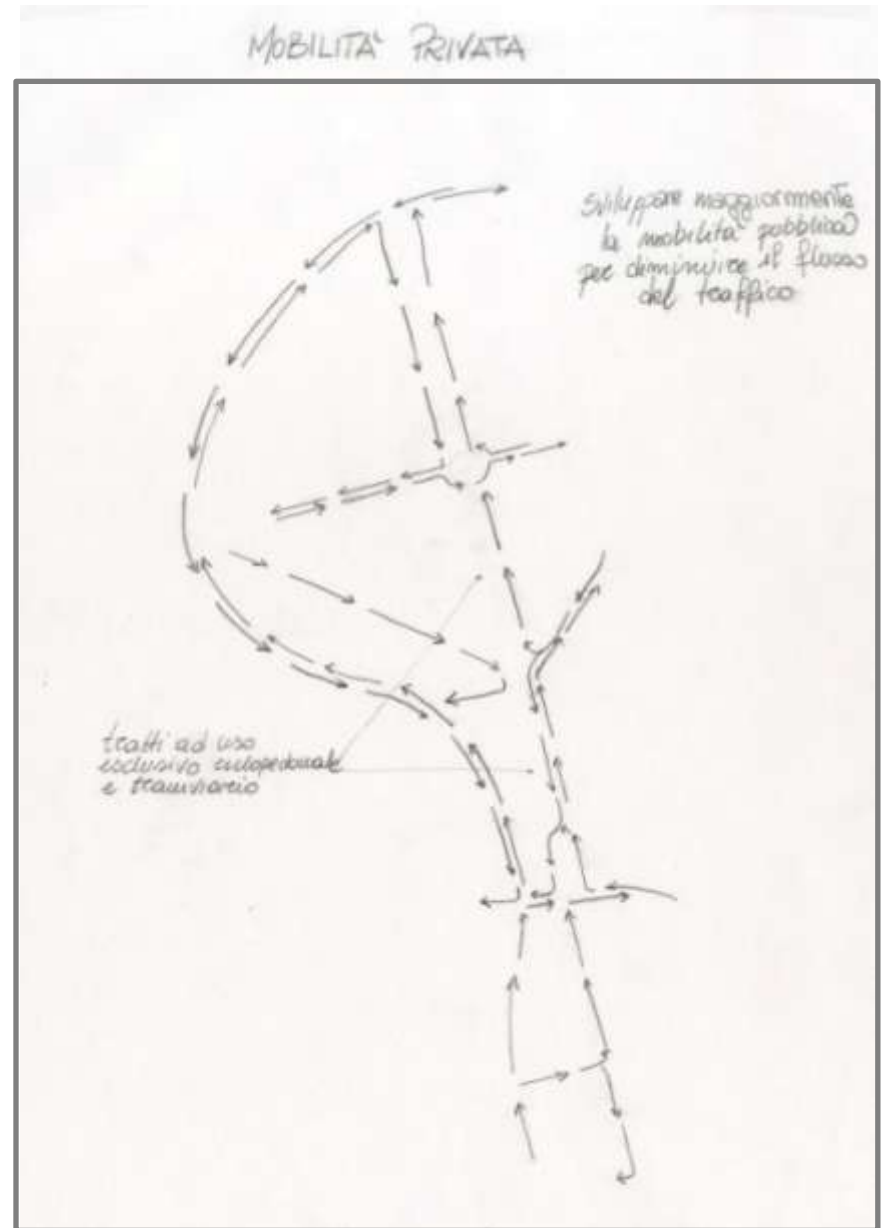 MOBILITA' PRIVATA
sviluppare maggiormente
la mobilità pubblica
per diminuire il flusso
del traffico
tratti ad uso
esclusivo ciclopedonale
e tramviario